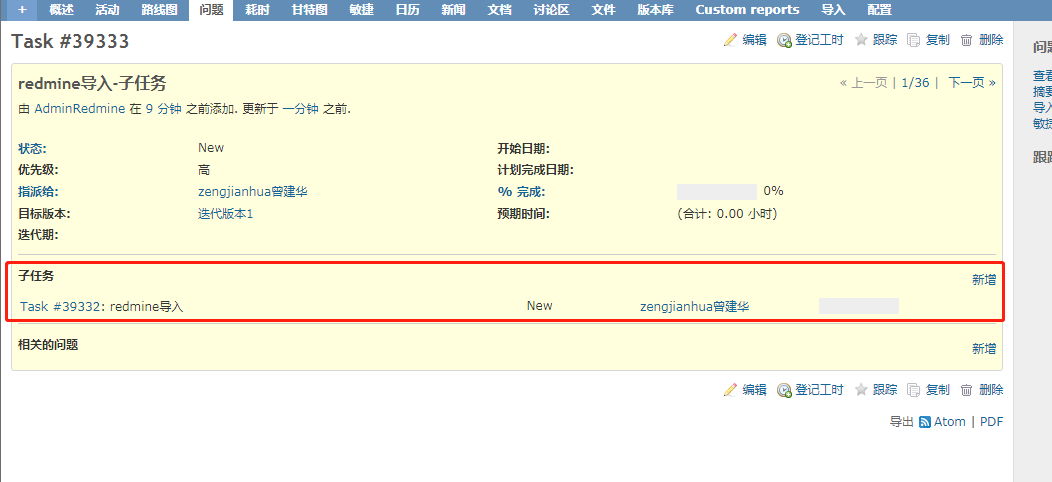 + 概述 活动 路线图 问题 耗时 甘特图 敏捷 日历 新闻 文档 讨论区 文件 版本库 Custom reports 导入 配置
Task #39333
编辑 登记工时 跟踪 复制 删除
redmine导入-子任务
« 上一页 | 1/36 | 下一页 »
由 AdminRedmine 在 9 分钟 之前添加. 更新于 一分钟 之前.
状态: New 开始日期:
优先级: 高 计划完成日期:
指派给: zengjianhua曾建华 % 完成: 0%
目标版本: 迭代版本1 预期时间: (合计: 0.00 小时)
迭代期:
子任务 新增
Task #39332: redmine导入 New zengjianhua曾建华
相关的问题 新增
编辑 登记工时 跟踪 复制 删除
导出 Atom | PDF
问题
查看
摘要
导入
敏捷